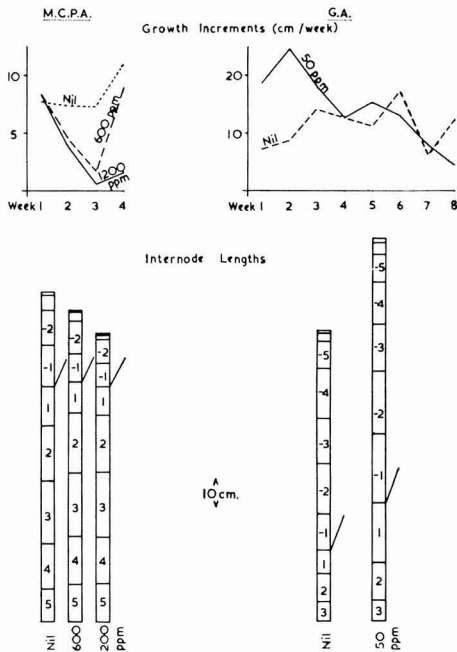 M.C.P.A. G.A.
Growth Increments (cm/week)
10
5
Nil
600 ppm
1200 ppm
Week 1 2 3 4
20
10
50 ppm
Nil
Week 1 2 3 4 5 6 7 8
Internode Lengths
-2
-1
1
2
3
4
5
Nil
-2
-1
1
2
3
4
5
600
-2
-1
1
2
3
4
5
200 ppm
10 cm.
-5
-4
-3
-2
-1
1
2
3
Nil
-5
-4
-3
-2
-1
1
2
3
50 ppm